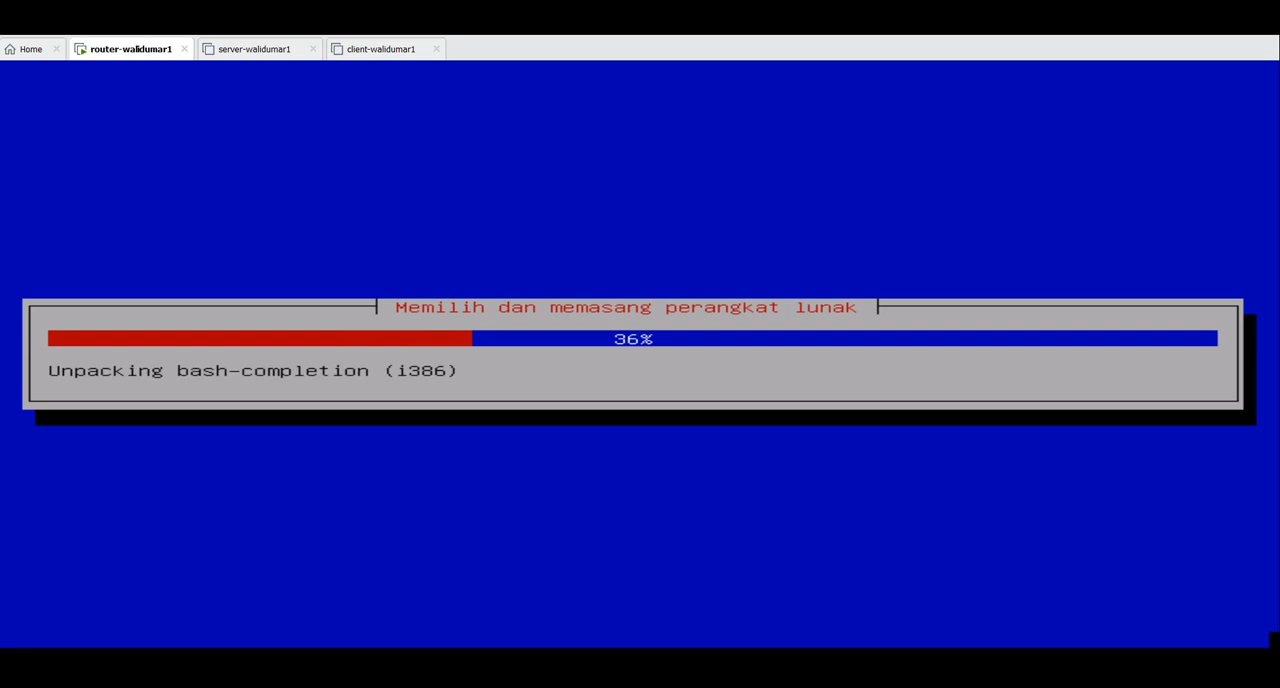 Home router-walidumar1 server-walidumar1 client-walidumar1
Memilih dan memasang perangkat lunak
36%
Unpacking bash-completion (i386)